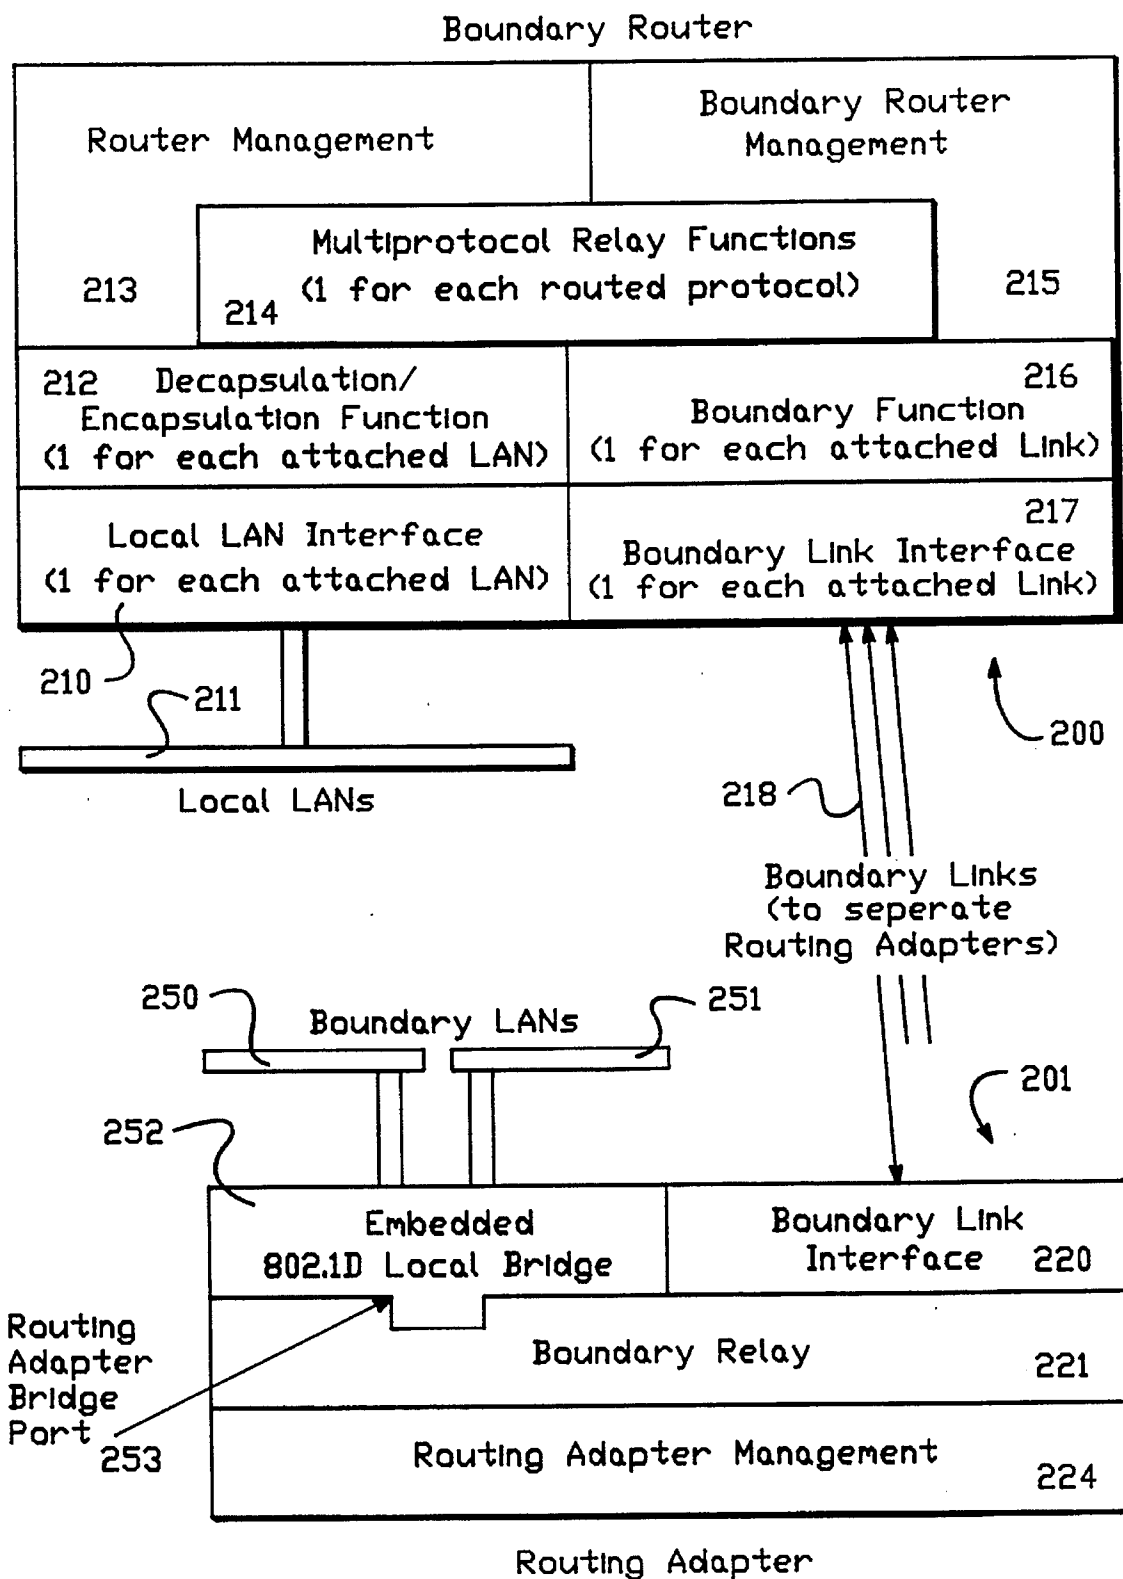 Boundary Router
Router Management
Boundary Router
Management
Multiprotocol Relay Functions
(1 for each routed protocol)
213
214
215
212 Decapsulation/
Encapsulation Function
(1 for each attached LAN)
216
Boundary Function
(1 for each attached Link)
Local LAN Interface
(1 for each attached LAN)
217
Boundary Link Interface
(1 for each attached Link)
210
211
Local LANs
200
218
Boundary Links
(to seperate
Routing Adapters)
250
Boundary LANs
251
201
252
Embedded
802.1D Local Bridge
Boundary Link
Interface 220
Routing
Adapter
Bridge
Port
253
Boundary Relay
221
Routing Adapter Management
224
Routing Adapter